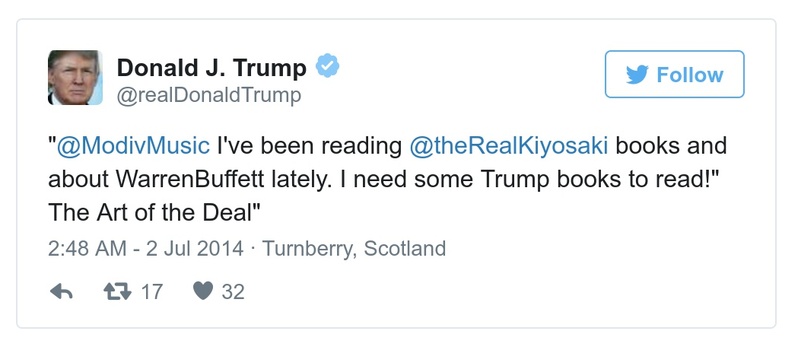 Donald J. Trump
@realDonaldTrump
Follow
"@ModivMusic I've been reading @theRealKiyosaki books and
about WarrenBuffett lately. I need some Trump books to read!"
The Art of the Deal"
2:48 AM - 2 Jul 2014 · Turnberry, Scotland
17 32